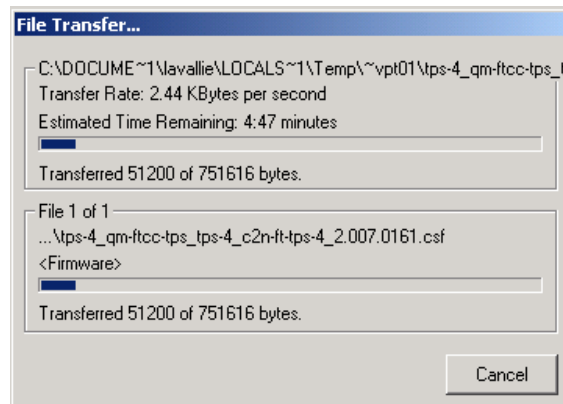 File Transfer...
C:\DOCUME~1\lavallie\LOCALS~1\Temp\~vpt01\tps-4_qm-ftcc-tps_
Transfer Rate: 2.44 KBytes per second
Estimated Time Remaining: 4:47 minutes
Transferred 51200 of 751616 bytes.
File 1 of 1
...\tps-4_qm-ftcc-tps_tps-4_c2n-ft-tps-4_2.007.0161.csf
<Firmware>
Transferred 51200 of 751616 bytes.
Cancel